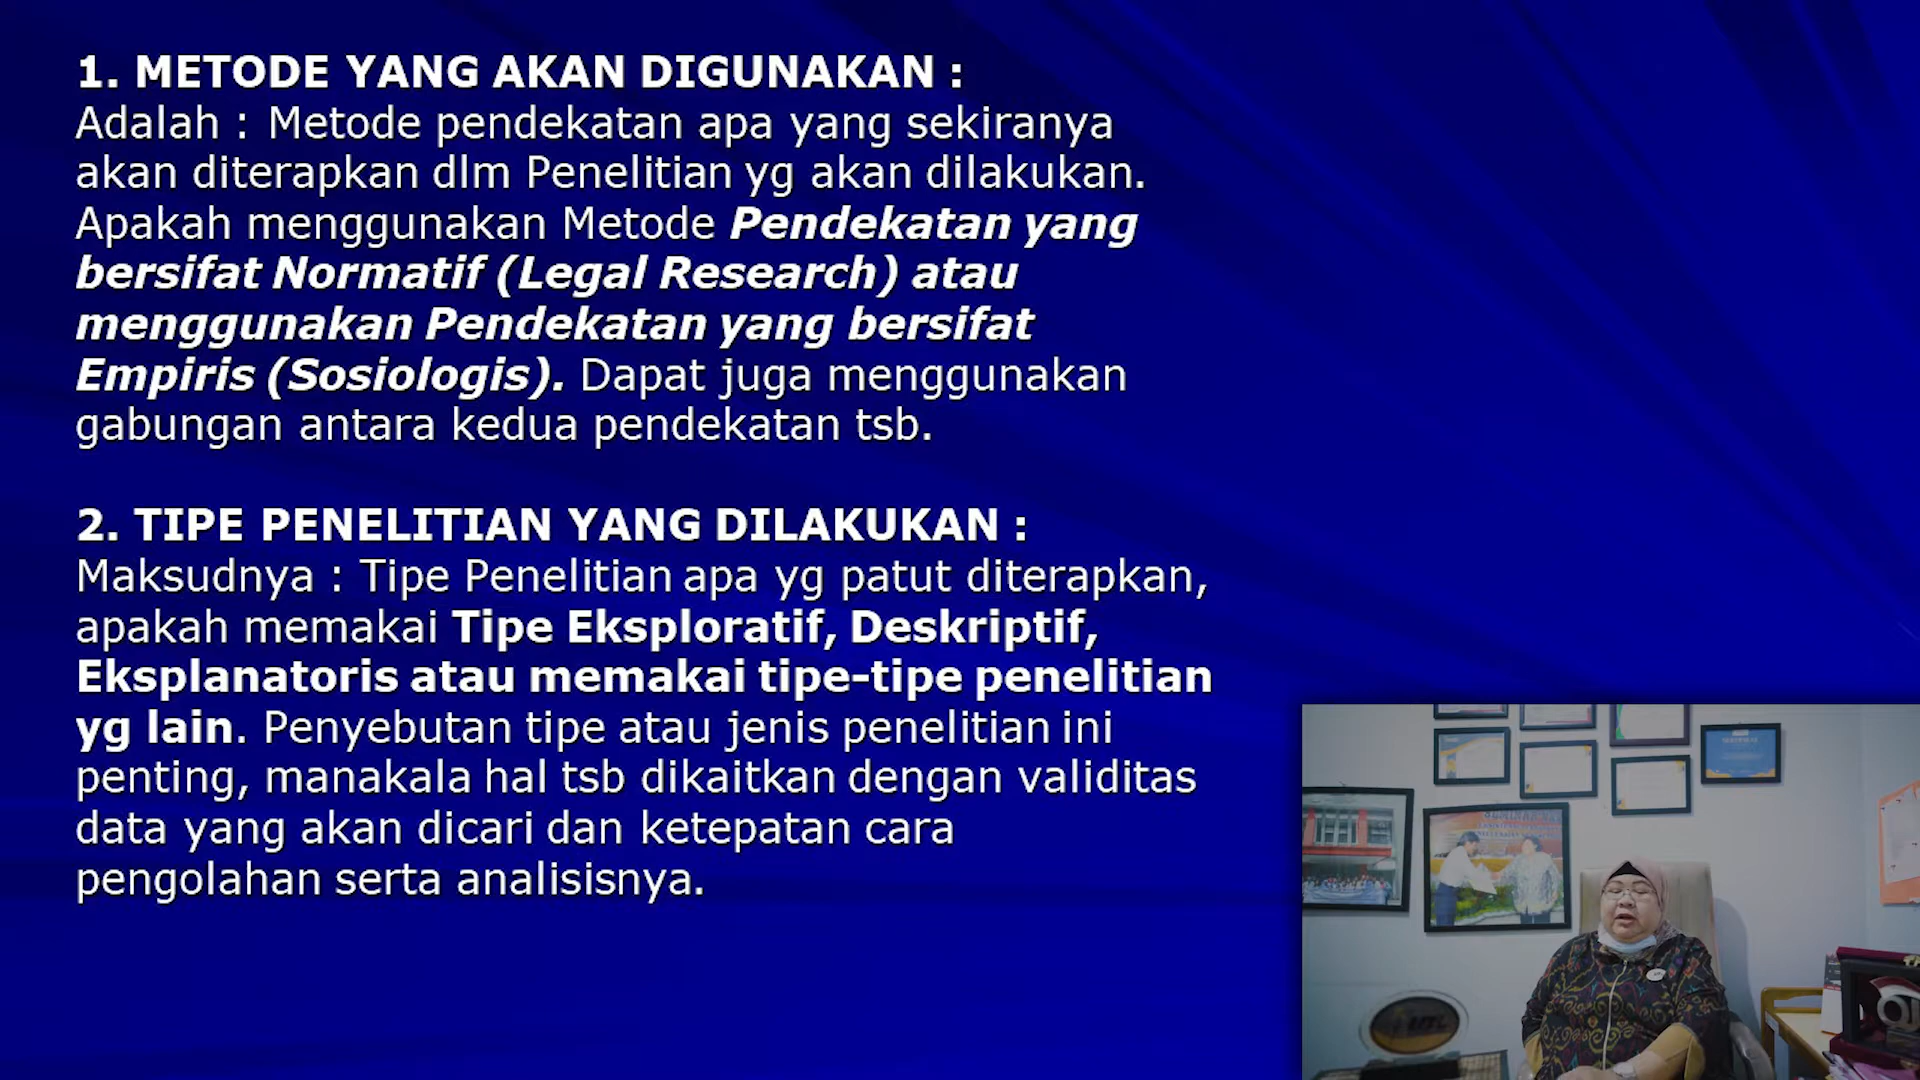 1. METODE YANG AKAN DIGUNAKAN :
Adalah : Metode pendekatan apa yang sekiranya
akan diterapkan dlm Penelitian yg akan dilakukan.
Apakah menggunakan Metode Pendekatan yang
bersifat Normatif (Legal Research) atau
menggunakan Pendekatan yang bersifat
Empiris (Sosiologis). Dapat juga menggunakan
gabungan antara kedua pendekatan tsb.
2. TIPE PENELITIAN YANG DILAKUKAN :
Maksudnya : Tipe Penelitian apa yg patut diterapkan,
apakah memakai Tipe Eksploratif, Deskriptif,
Eksplanatoris atau memakai tipe-tipe penelitian
yg lain. Penyebutan tipe atau jenis penelitian ini
penting, manakala hal tsb dikaitkan dengan validitas
data yang akan dicari dan ketepatan cara
pengolahan serta analisisnya.